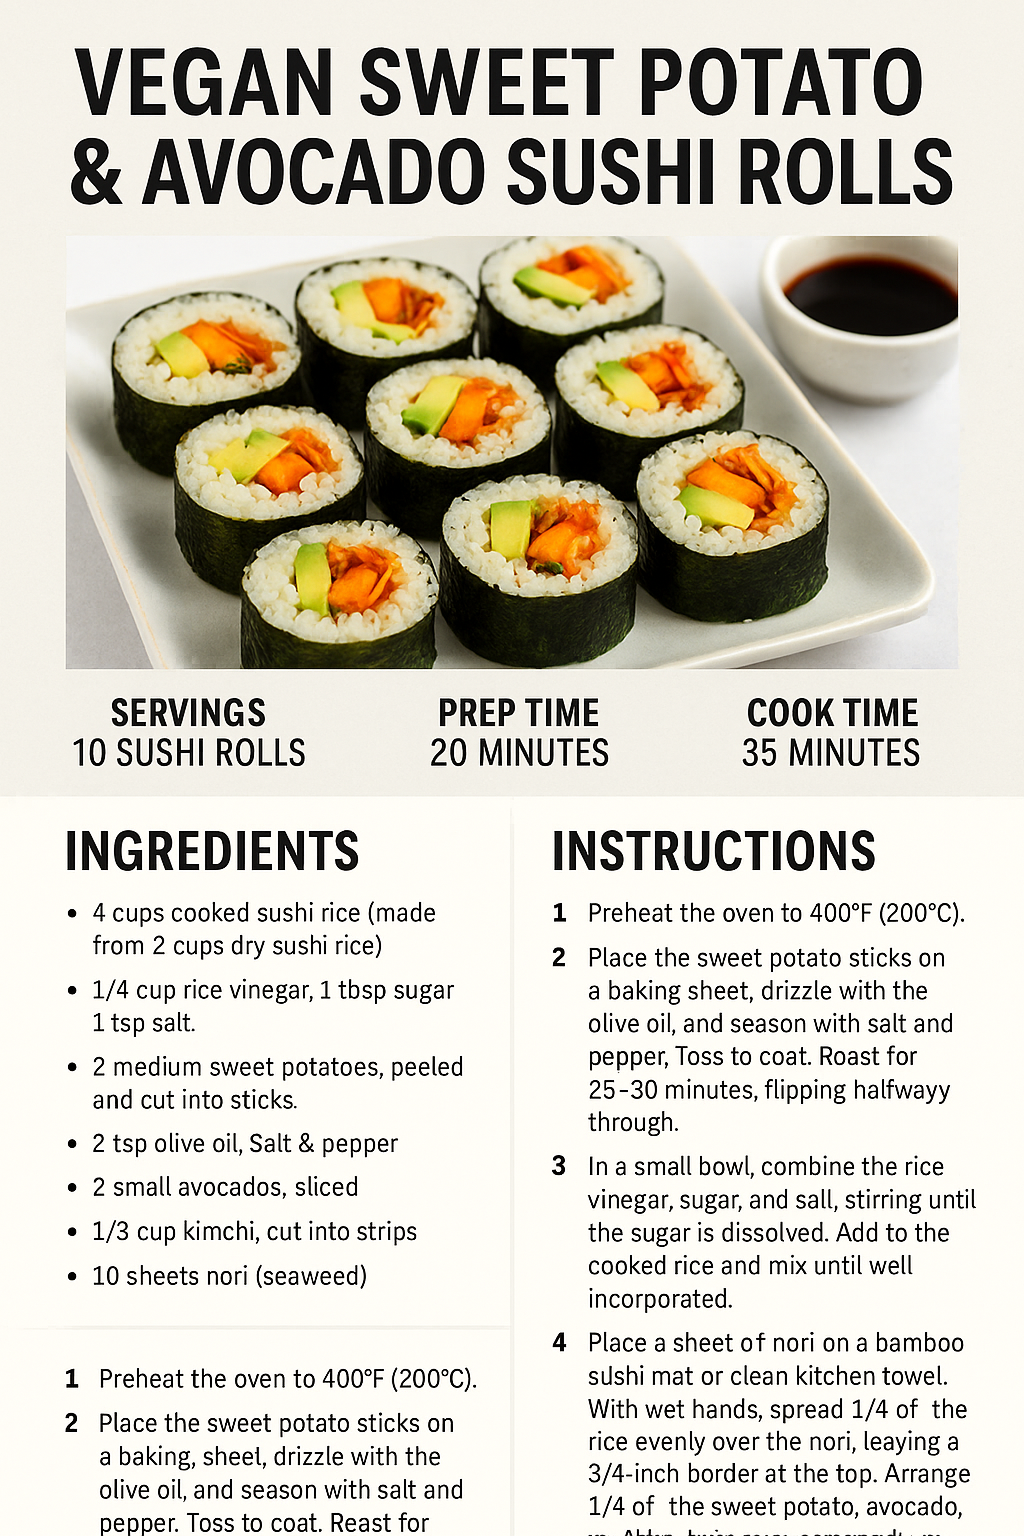 VEGAN SWEET POTATO
& AVOCADO SUSHI ROLLS
SERVINGS
10 SUSHI ROLLS
PREP TIME
20 MINUTES
COOK TIME
35 MINUTES
INGREDIENTS
• 4 cups cooked sushi rice (made
from 2 cups dry sushi rice)
• 1/4 cup rice vinegar, 1 tbsp sugar
1 tsp salt.
• 2 medium sweet potatoes, peeled
and cut into sticks.
• 2 tsp olive oil, Salt & pepper
• 2 small avocados, sliced
• 1/3 cup kimchi, cut into strips
• 10 sheets nori (seaweed)
1 Preheat the oven to 400°F (200°C).
2 Place the sweet potato sticks on
a baking, sheet, drizzle with the
olive oil, and season with salt and
pepper. Toss to coat. Reast for
INSTRUCTIONS
1 Preheat the oven to 400°F (200°C).
2 Place the sweet potato sticks on
a baking sheet, drizzle with the
olive oil, and season with salt and
pepper, Toss to coat. Roast for
25-30 minutes, flipping halfwayy
through.
3 In a small bowl, combine the rice
vinegar, sugar, and sall, stirring until
the sugar is dissolved. Add to the
cooked rice and mix until well
incorporated.
4 Place a sheet of nori on a bamboo
sushi mat or clean kitchen towel.
With wet hands, spread 1/4 of the
rice evenly over the nori, leaying a
3/4-inch border at the top. Arrange
1/4 of the sweet potato, avocado,